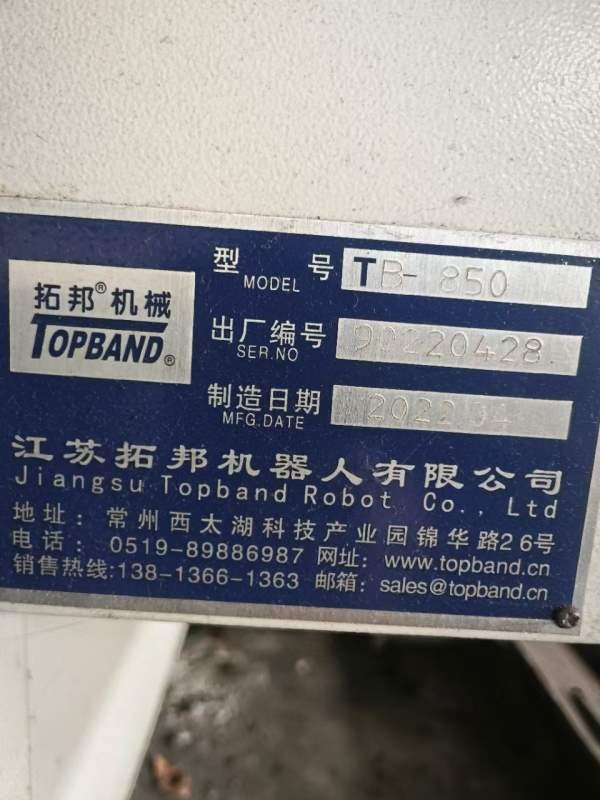 拓邦®机械
TOPBAND®
型 号 TB-850
MODEL
出厂编号
SER.NO
制造日期 2022.04
MFG.DATE
江苏拓邦机器人有限公司
Jiangsu Topband Robot Co., Ltd
地址：常州西太湖科技产业园锦华路26号
电话：0519-89886987 网址：www.topband.cn
销售热线:138-1366-1363 邮箱：sales@topband.cn